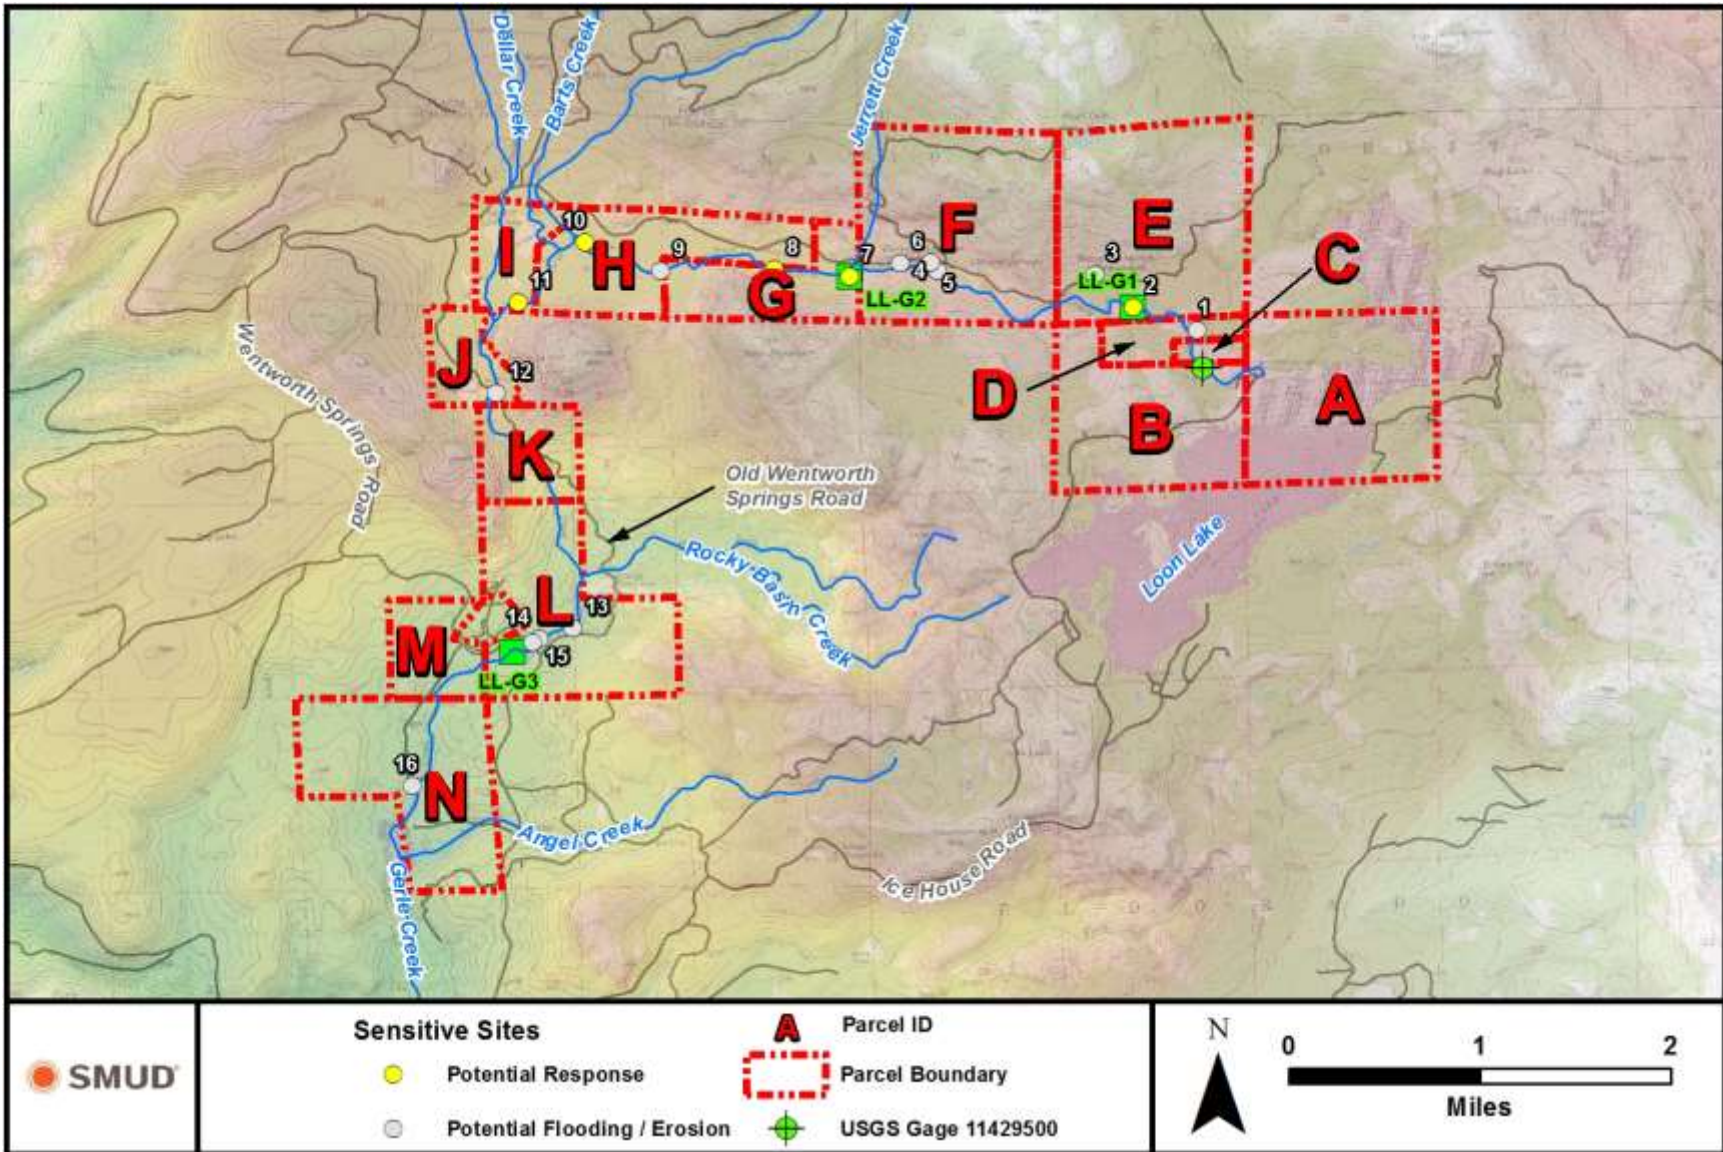 Dellar Creek
Barts Creek
Jerrett Creek
F
E
C
I
10
H
9
8
7
6
4
5
3
LL-G1
2
1
11
G
LL-G2
Wentworth Springs Road
J
12
D
B
A
K
Old Wentworth
Springs Road
Rocky Basin Creek
Loon Lake
L
13
14
15
M
LL-G3
16
N
Angel Creek
Ice House Road
Gerle Creek
E L D O R A D O
SMUD
Sensitive Sites
Potential Response
Potential Flooding / Erosion
A
Parcel ID
Parcel Boundary
USGS Gage 11429500
N
0 1 2
Miles